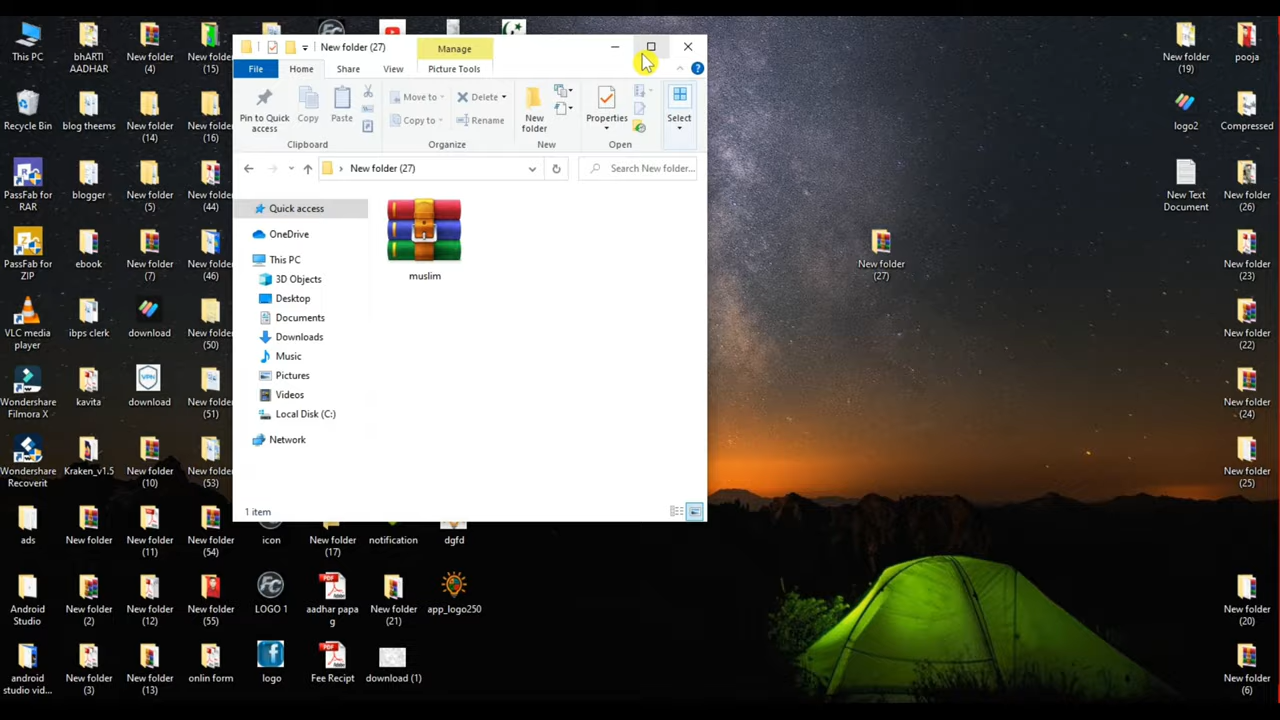 New folder (27)
Manage
File
Home
Share
View
Picture Tools
Pin to Quick
access
Copy
Paste
Move to
Copy to
Delete
Rename
New
folder
Properties
Select
Clipboard
Organize
New
Open
New folder (27)
Search New folder...
Quick access
OneDrive
This PC
3D Objects
Desktop
Documents
Downloads
Music
Pictures
Videos
Local Disk (C:)
Network
muslim
1 item
This PC
Recycle Bin
PassFab for
RAR
PassFab for
ZIP
VLC media
player
Wondershare
Filmora X
Wondershare
Recoverit
ads
Android
Studio
android
studio vid...
bhARTI
AADHAR
blog theems
blogger
ebook
ibps clerk
kavita
Kraken_v1.5
New folder
New folder
(2)
New folder
(3)
New folder
(4)
New folder
(14)
New folder
(5)
New folder
(7)
download
download
New folder
(10)
New folder
(11)
New folder
(12)
New folder
(13)
New folder
(15)
New folder
(16)
New folder
(44)
New folder
(46)
New folder
(50)
New folder
(51)
New folder
(53)
New folder
(54)
New folder
(55)
onlin form
icon
LOGO 1
logo
New folder
(17)
PDF
aadhar papa
g
PDF
Fee Recipt
notification
New folder
(21)
download (1)
dgfd
app_logo250
New folder
(27)
New folder
(19)
logo2
New Text
Document
pooja
Compressed
New folder
(26)
New folder
(23)
New folder
(22)
New folder
(24)
New folder
(25)
New folder
(20)
New folder
(6)